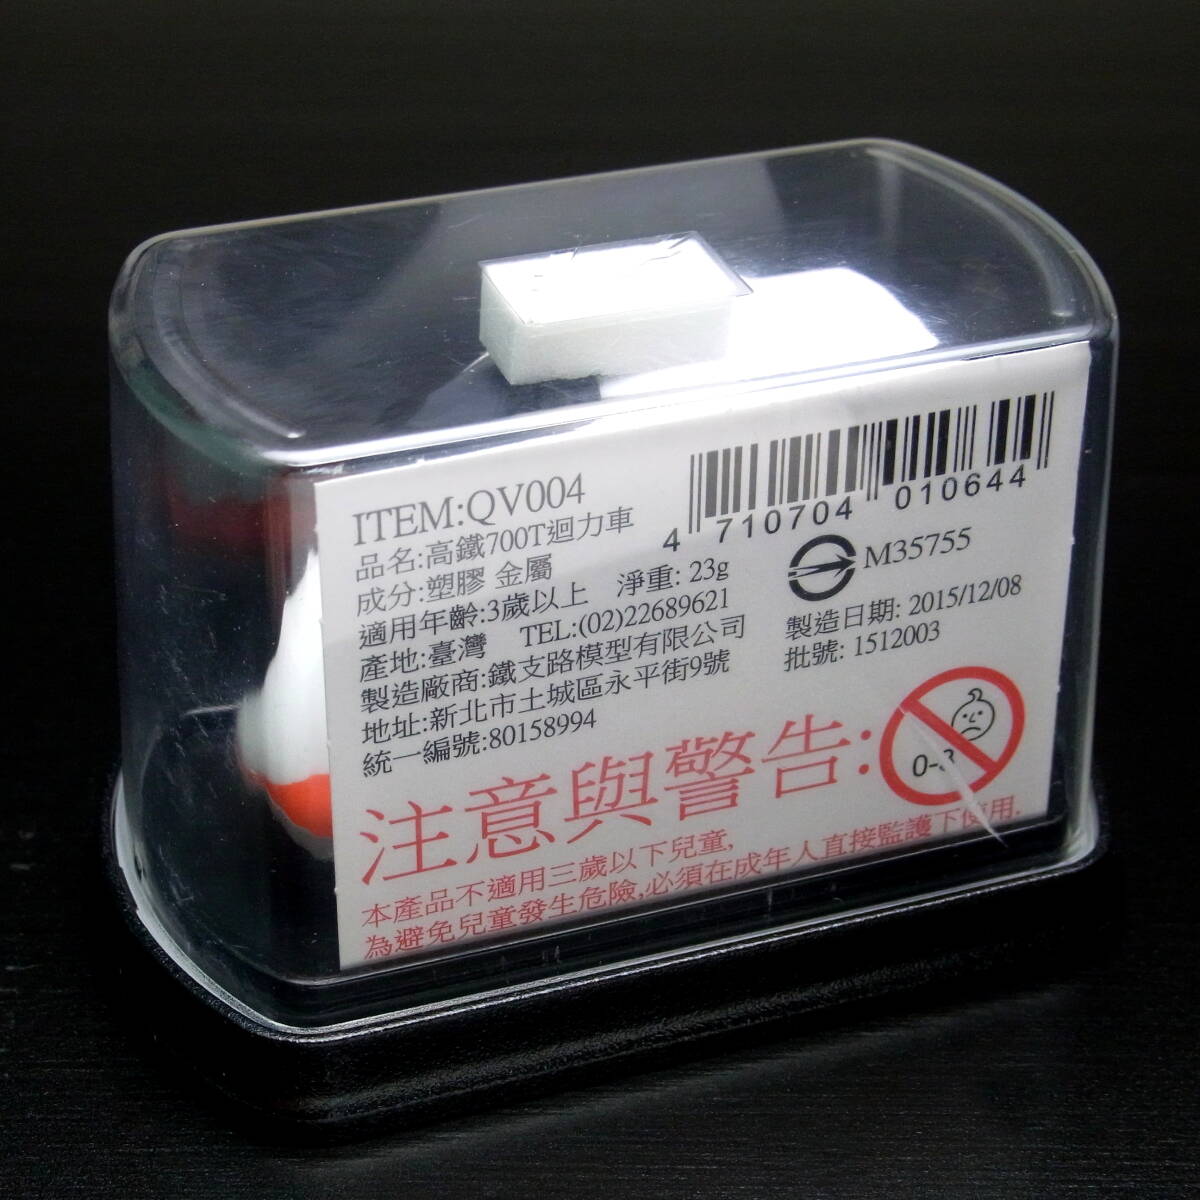 ITEM:QV004
品名:高鐵700T迴力車
成分:塑膠 金屬
適用年齡:3歲以上 淨重: 23g
產地:臺灣 TEL:(02)22689621
製造廠商:鐵支路模型有限公司
地址:新北市土城區永平街9號
統一編號:80158994
4 710704 010644
M35755
製造日期: 2015/12/08
批號: 1512003
注意與警告:
0-3
本產品不適用三歲以下兒童,
為避免兒童發生危險,必須在成年人直接監護下使用.